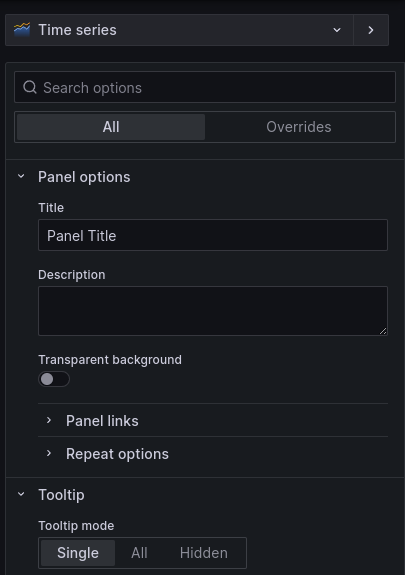 Time series
Search options
All Overrides
Panel options
Title
Panel Title
Description
Transparent background
Panel links
Repeat options
Tooltip
Tooltip mode
Single All Hidden